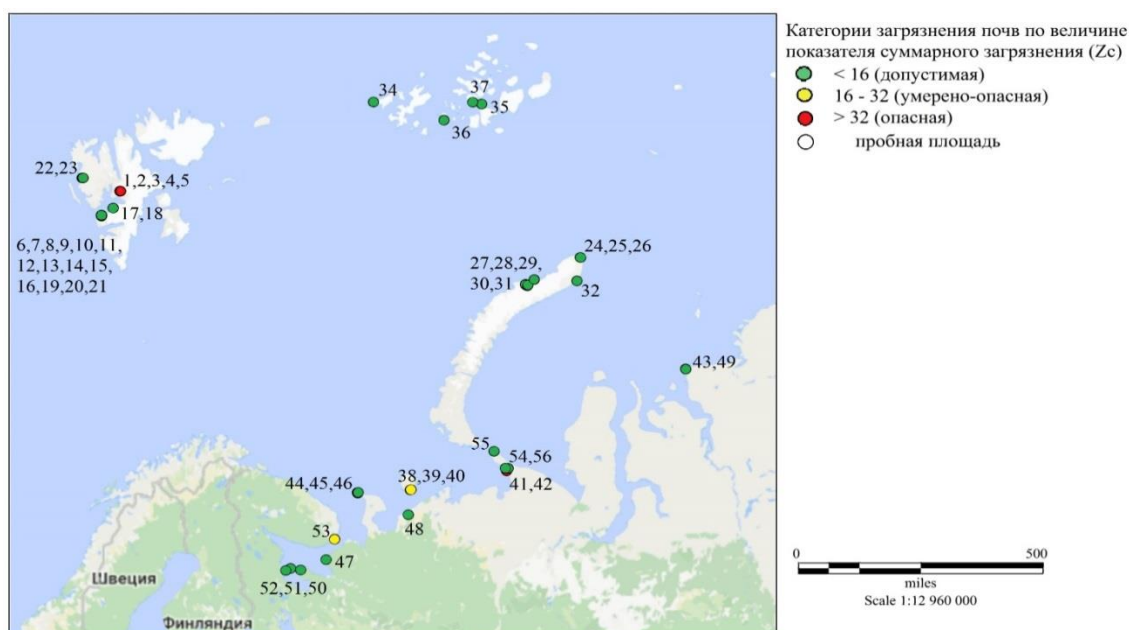 34
37
35
36
22,23
1,2,3,4,5
17,18
6,7,8,9,10,11,
12,13,14,15,
16,19,20,21
24,25,26
27,28,29,
30,31
32
43,49
55
54,56
41,42
38,39,40
44,45,46
48
53
47
52,51,50
Швеция
Финляндия
Категории загрязнения почв по величине
показателя суммарного загрязнения (Zc)
< 16 (допустимая)
16 - 32 (умерено-опасная)
> 32 (опасная)
пробная площадь
0 500
miles
Scale 1:12 960 000